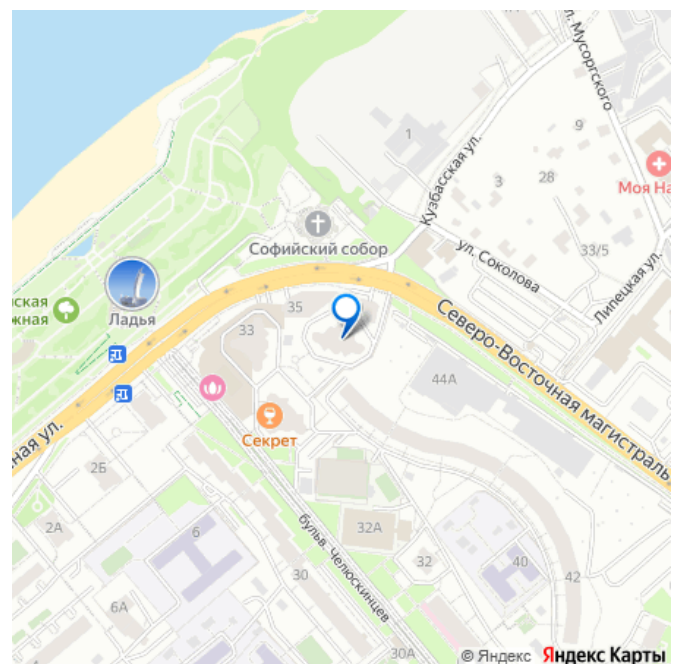 ул. Мусоргского
1
9
Кузбасская ул.
Моя На
3
28
Софийский собор
ул. Соколова
33/5
Липецкая ул.
нская
жная
Ладья
35
33
Северо-Восточная магистраль
44А
Секрет
ная ул.
2Б
2А
6
32А
бульв. Челюскинцев
32
40
42
30
6А
30А
© Яндекс Яндекс Карты